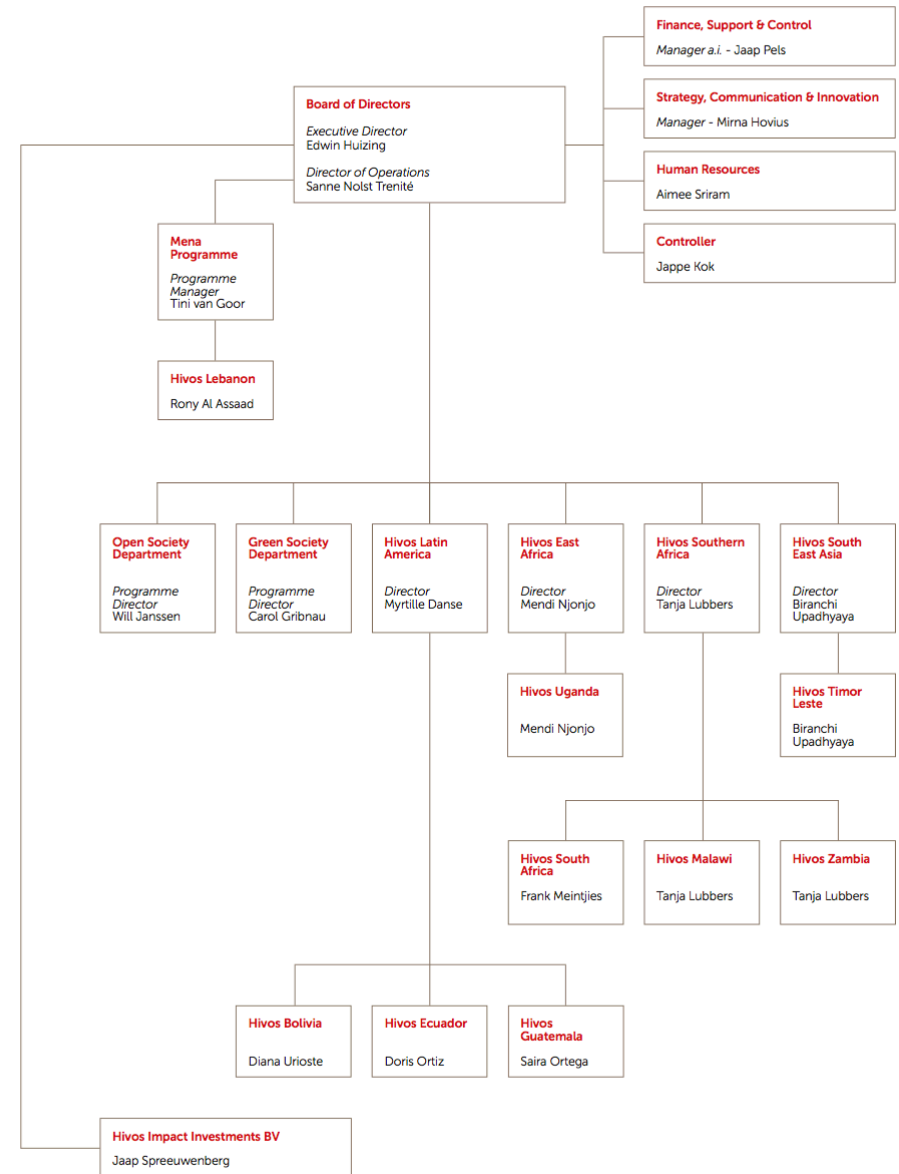 Finance, Support & Control
Manager a.i. - Jaap Pels
Board of Directors
Executive Director
Edwin Huizing
Director of Operations
Sanne Nolst Trenité
Strategy, Communication & Innovation
Manager - Mirna Hovius
Human Resources
Aimee Sriram
Controller
Jappe Kok
Mena
Programme
Programme
Manager
Tini van Goor
Hivos Lebanon
Rony Al Assaad
Open Society
Department
Programme
Director
Will Janssen
Green Society
Department
Programme
Director
Carol Gribnau
Hivos Latin
America
Director
Myrtille Danse
Hivos East
Africa
Director
Mendi Njonjo
Hivos Southern
Africa
Director
Tanja Lubbers
Hivos South
East Asia
Director
Biranchi
Upadhyaya
Hivos Uganda
Mendi Njonjo
Hivos Timor
Leste
Biranchi
Upadhyaya
Hivos South
Africa
Frank Meintjies
Hivos Malawi
Tanja Lubbers
Hivos Zambia
Tanja Lubbers
Hivos Bolivia
Diana Urioste
Hivos Ecuador
Doris Ortiz
Hivos
Guatemala
Saira Ortega
Hivos Impact Investments BV
Jaap Spreeuwenberg